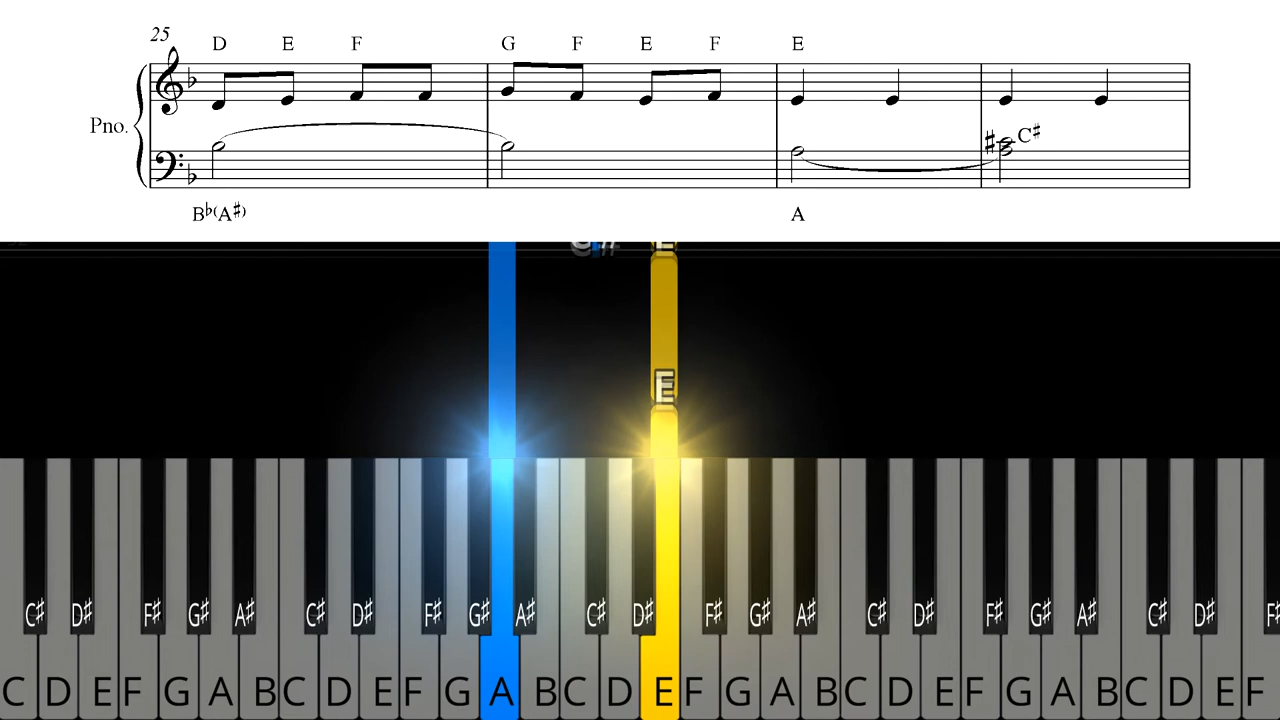 25
D E F G F E F E
Pno.
C♯
B♭(A♯) A
C#
E
E
C♯ D♯ F♯ G♯ A♯ C♯ D♯ F♯ G♯ A♯ C♯ D♯ F♯ G♯ A♯ C♯ D♯ F♯ G♯ A♯ C♯ D♯ F♯
C D E F G A B C D E F G A B C D E F G A B C D E F G A B C D E F